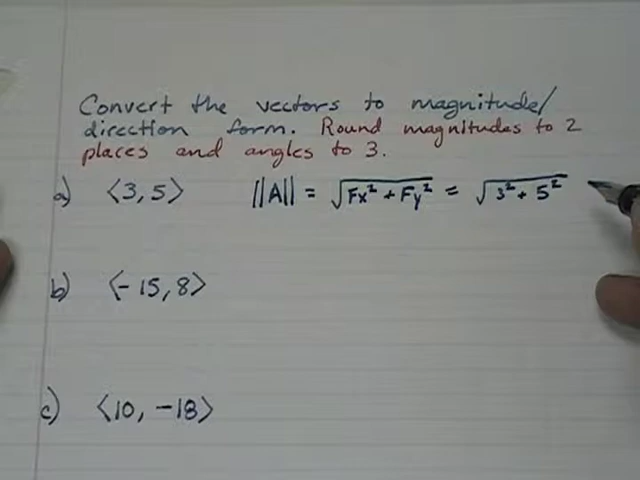 Convert the vectors to magnitude/
direction form. Round magnitudes to 2
places and angles to 3.
a) ⟨3, 5⟩ ||A|| = √Fx² + Fy² = √3² + 5²
b) ⟨-15, 8⟩
c) ⟨10, -18⟩